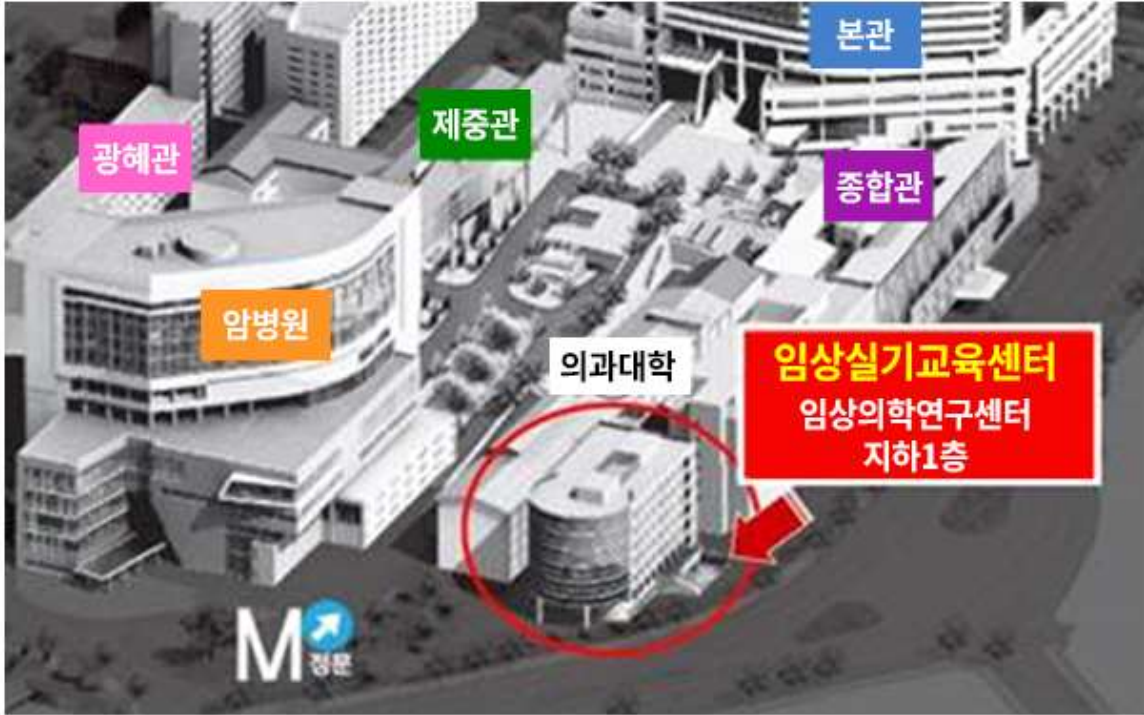 본관
제중관
광혜관
종합관
암병원
의과대학
임상실기교육센터
임상의학연구센터
지하1층
M
정문